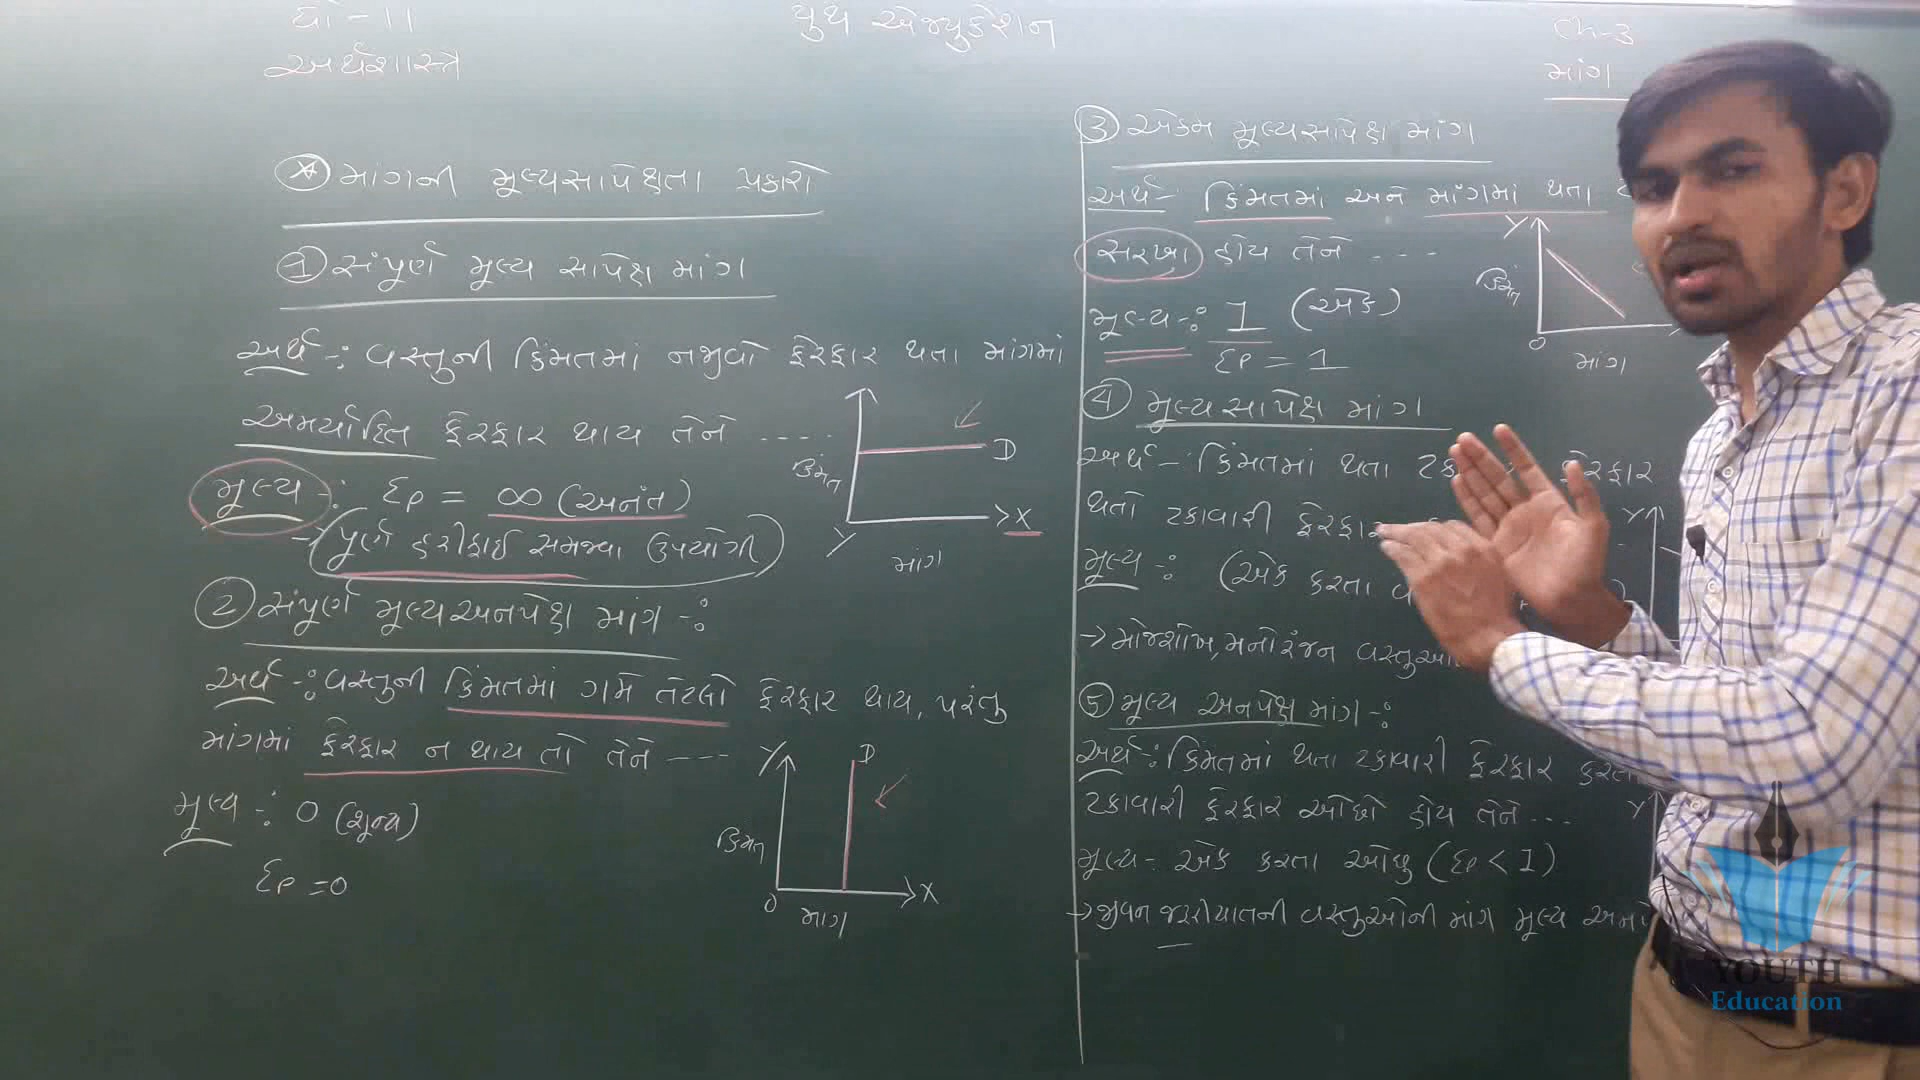 ધો - 11
અર્થશાસ્ત્ર
યુથ એજ્યુકેશન
Ch-3
માંગ
* માંગની મૂલ્યસાપેક્ષતા પ્રકારો
1 સંપૂર્ણ મૂલ્ય સાપેક્ષ માંગ
અર્થ -: વસ્તુની કિંમતમાં નજીવો ફેરફાર થતા માંગમાં
અમર્યાદિત ફેરફાર થાય તેને ----
મૂલ્ય -: Ep = ∞ (અનંત)
→ (પૂર્ણ હરીફાઈ સમજવા ઉપયોગી)
કિંમત
D
X
Y
માંગ
2 સંપૂર્ણ મૂલ્યઅનપેક્ષ માંગ -:
અર્થ -: વસ્તુની કિંમતમાં ગમે તેટલો ફેરફાર થાય, પરંતુ
માંગમાં ફેરફાર ન થાય તો તેને ----
મૂલ્ય -: 0 (શૂન્ય)
Ep = 0
Y
D
કિંમત
0
X
માંગ
3 એકમ મૂલ્યસાપેક્ષ માંગ
અર્થ - કિંમતમાં અને માંગમાં થતા
સરખા હોય તેને ---
મૂલ્ય -: 1 (એક)
Ep = 1
Y
કિંમત
0
માંગ
4 મૂલ્યસાપેક્ષ માંગ
અર્થ -: કિંમતમાં થતા ફેરફાર
થતો ટકાવારી ફેરફાર
મૂલ્ય -: (એક કરતા
Y
→ મોજશોખ, મનોરંજન
5 મૂલ્ય અનપેક્ષ માંગ -:
અર્થ -: કિંમતમાં થતા ટકાવારી ફેરફાર કરતા
ટકાવારી ફેરફાર ઓછો હોય તેને ---
Y
મૂલ્ય - એક કરતા ઓછુ (Ep < 1)
→ જીવન જરૂરીયાતની વસ્તુઓની માંગ મૂલ્ય
YOUTH
Education